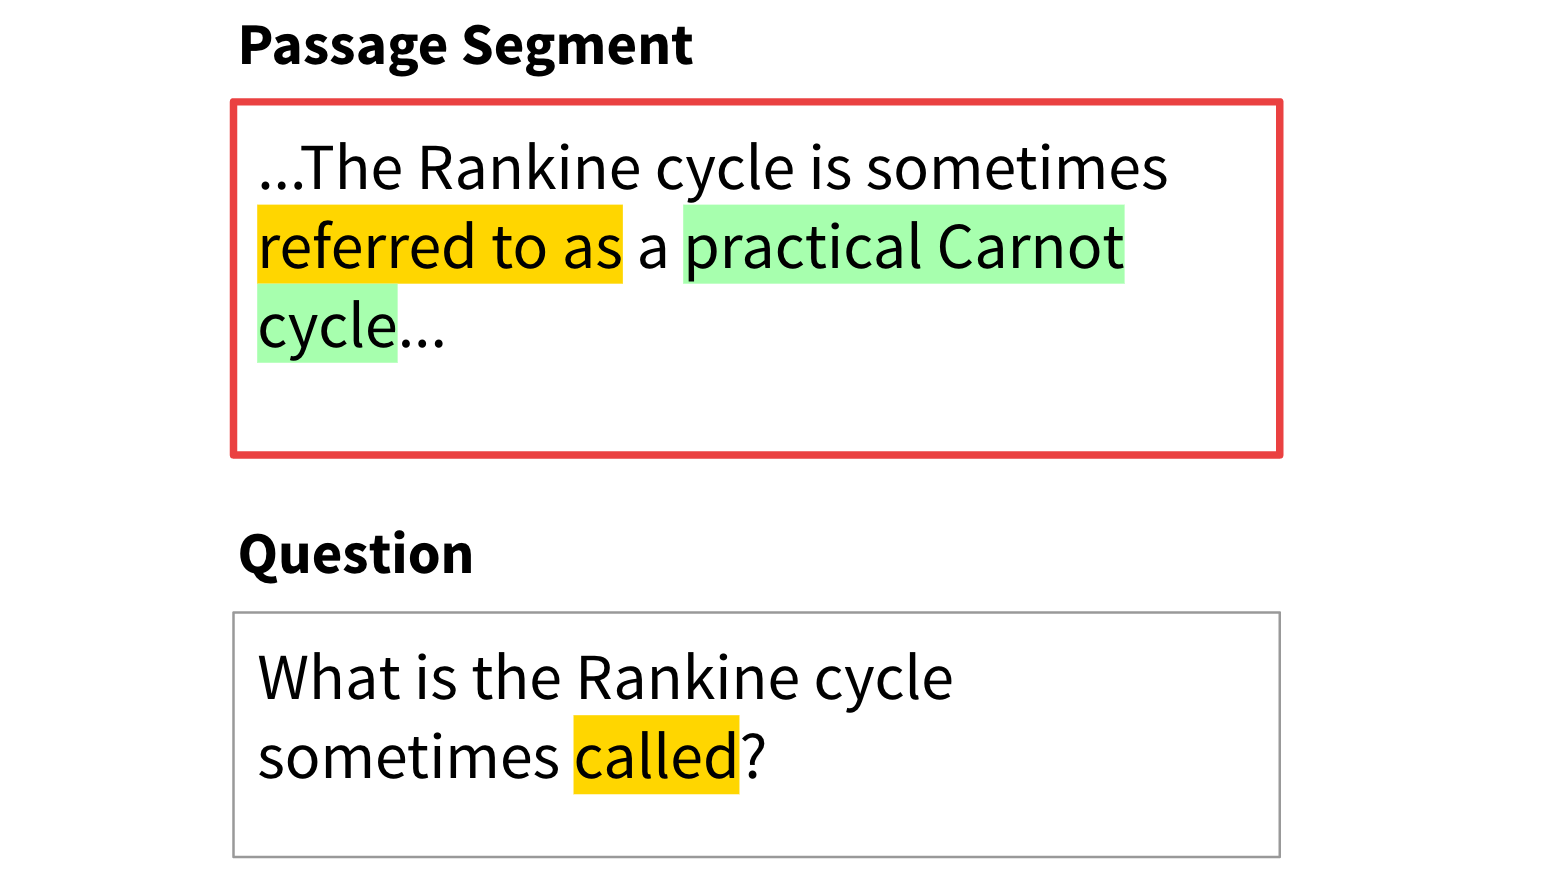 Passage Segment
...The Rankine cycle is sometimes
referred to as a practical Carnot
cycle...
Question
What is the Rankine cycle
sometimes called?